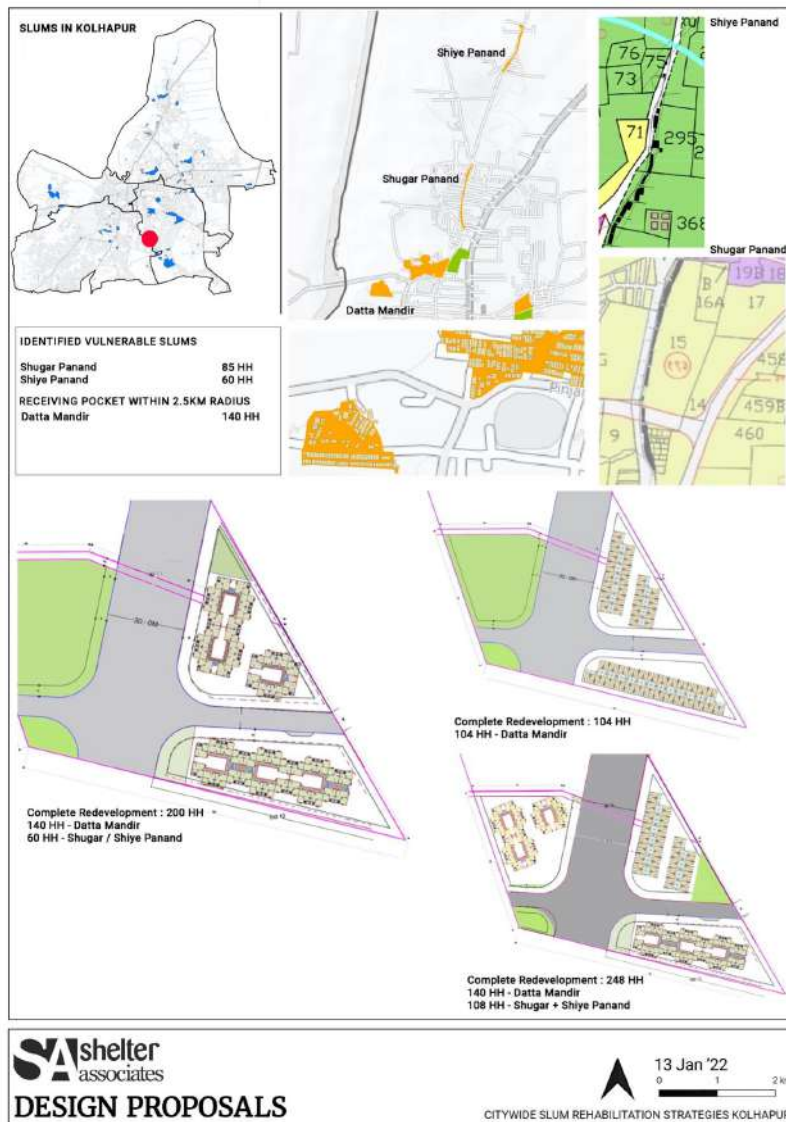 SLUMS IN KOLHAPUR
Shiye Panand
Shugar Panand
Datta Mandir
Shiye Panand
76
75
73
71
295
368
Shugar Panand
19B
18
B
16A
17
15
458
14
459B
9
460
IDENTIFIED VULNERABLE SLUMS
Shugar Panand 85 HH
Shiye Panand 60 HH
RECEIVING POCKET WITHIN 2.5KM RADIUS
Datta Mandir 140 HH
Complete Redevelopment : 200 HH
140 HH - Datta Mandir
60 HH - Shugar / Shiye Panand
Complete Redevelopment : 104 HH
104 HH - Datta Mandir
Complete Redevelopment : 248 HH
140 HH - Datta Mandir
108 HH - Shugar + Shiye Panand
SA shelter
associates
DESIGN PROPOSALS
13 Jan '22
0 1 2 km
CITYWIDE SLUM REHABILITATION STRATEGIES KOLHAPUR